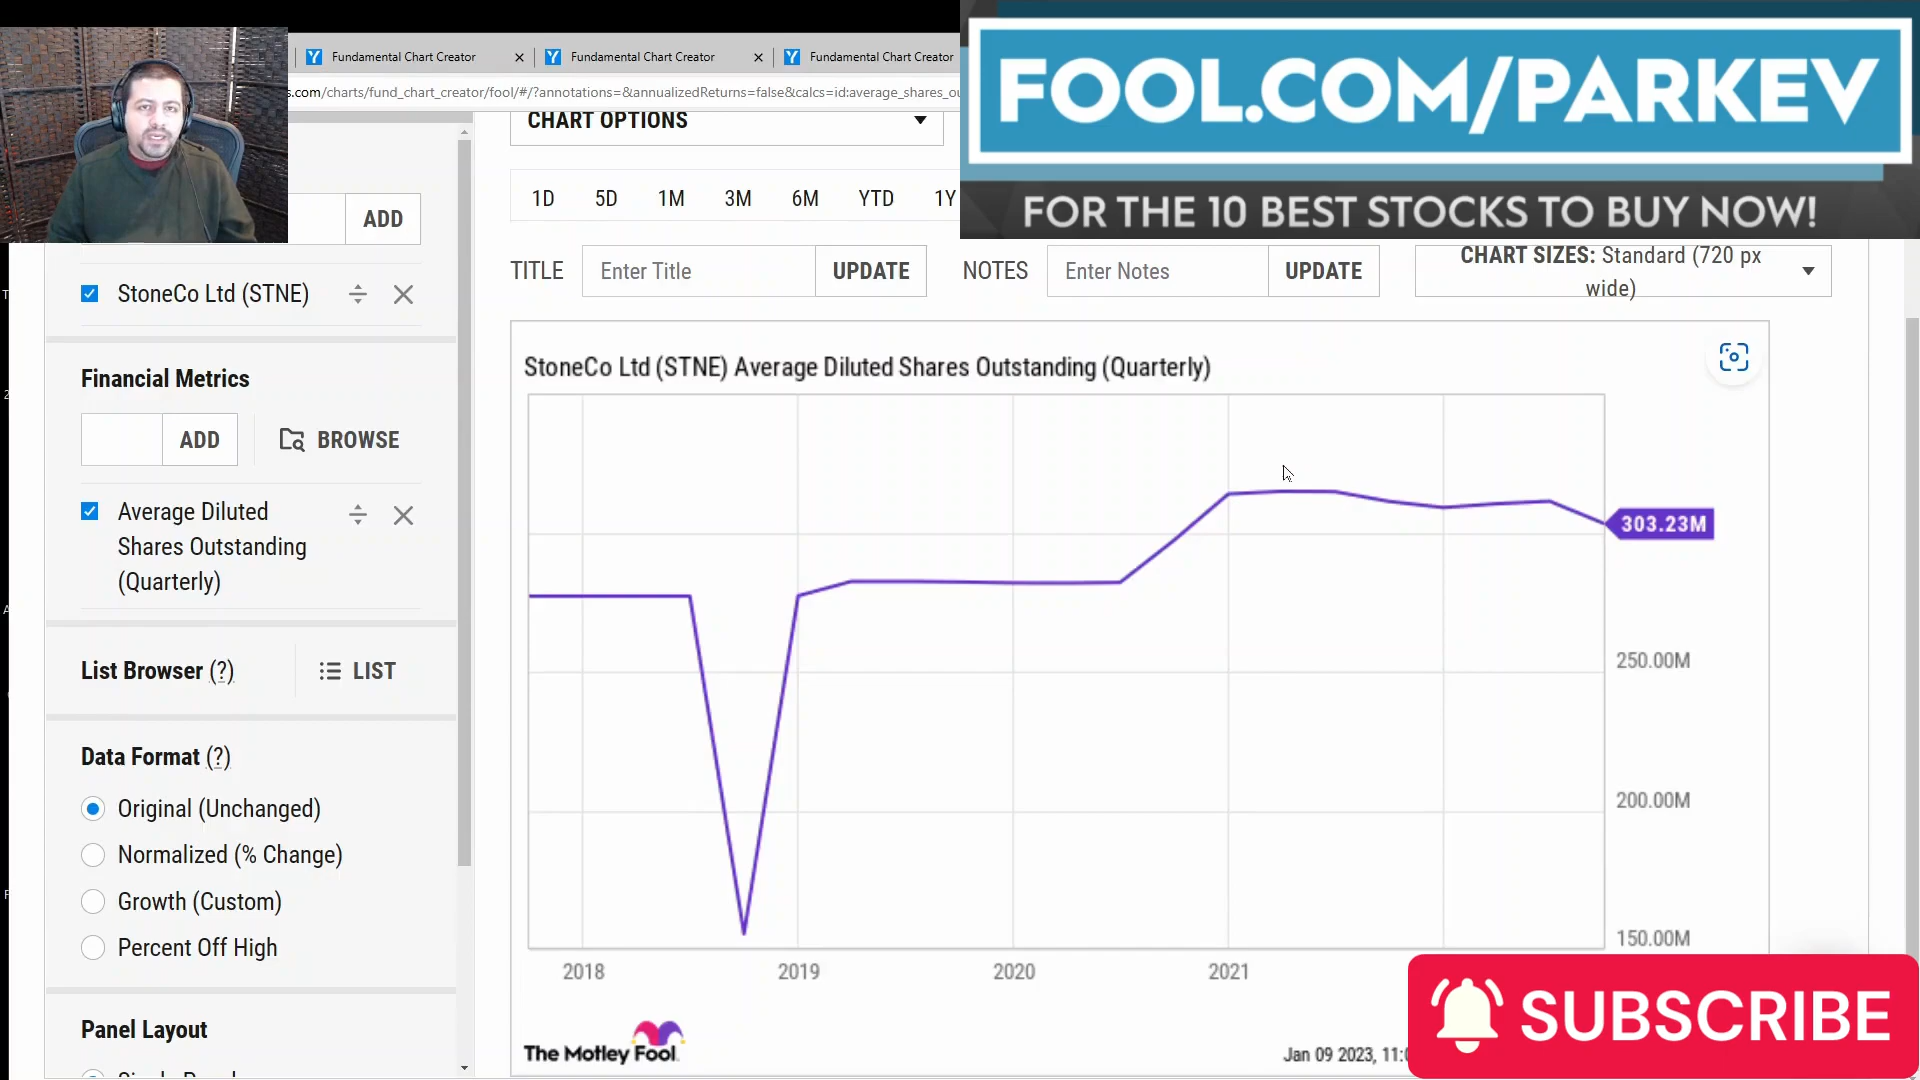 Fundamental Chart Creator
Fundamental Chart Creator
Fundamental Chart Creator
FOOL.COM/PARKEV
FOR THE 10 BEST STOCKS TO BUY NOW!
s.com/charts/fund_chart_creator/fool/#/?annotations=&annualizedReturns=false&calcs=id:average_shares_ou
CHART OPTIONS
1D 5D 1M 3M 6M YTD 1Y
ADD
TITLE Enter Title UPDATE NOTES Enter Notes UPDATE
CHART SIZES: Standard (720 px
wide)
StoneCo Ltd (STNE)
Financial Metrics
ADD BROWSE
Average Diluted
Shares Outstanding
(Quarterly)
List Browser (?) LIST
Data Format (?)
Original (Unchanged)
Normalized (% Change)
Growth (Custom)
Percent Off High
Panel Layout
StoneCo Ltd (STNE) Average Diluted Shares Outstanding (Quarterly)
303.23M
250.00M
200.00M
150.00M
2018 2019 2020 2021
The Motley Fool
Jan 09 2023, 11:0
SUBSCRIBE